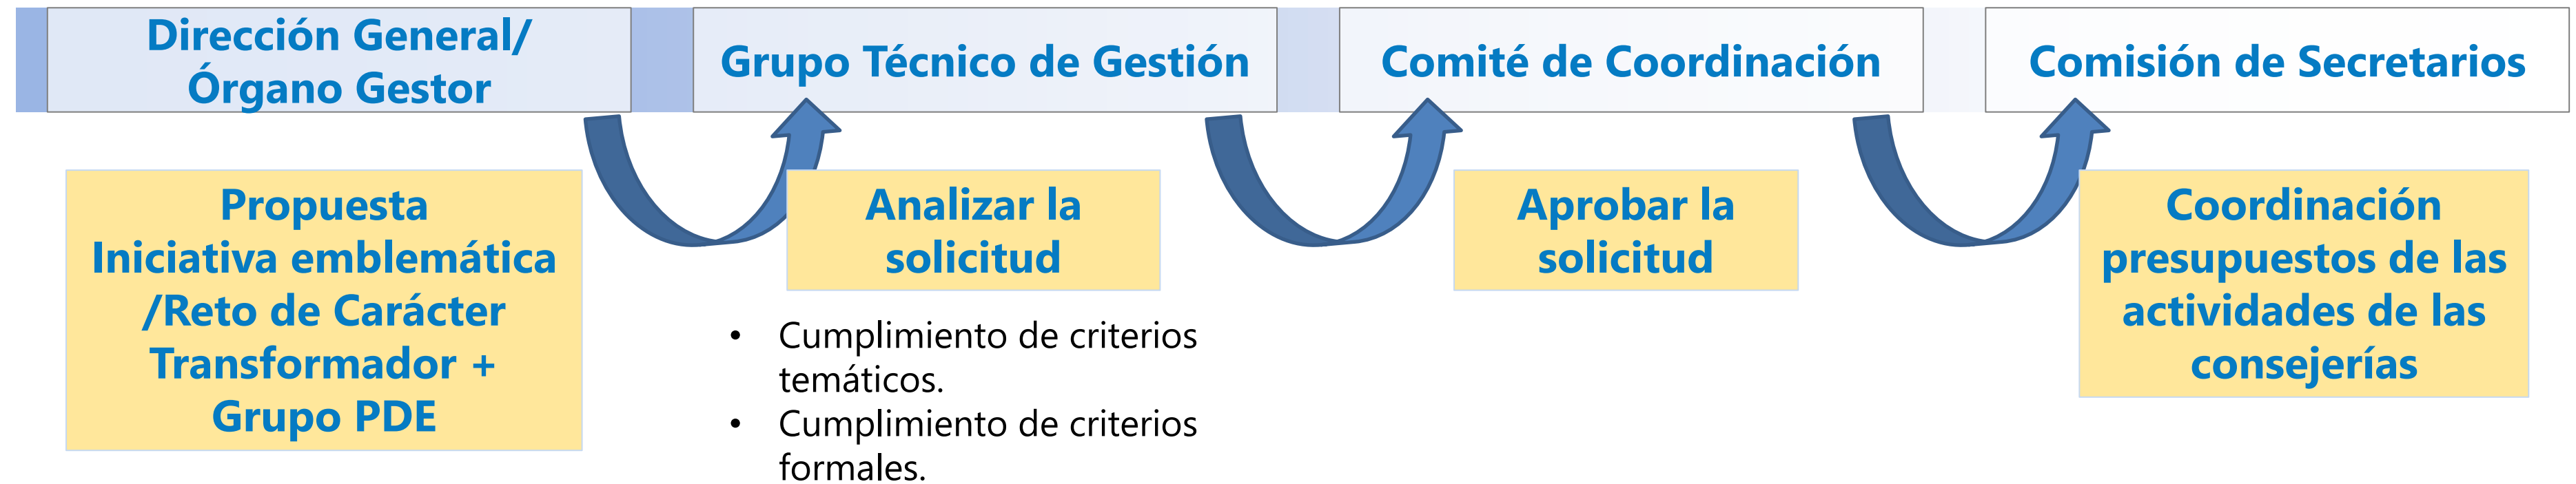 Dirección General/
Órgano Gestor
Grupo Técnico de Gestión
Comité de Coordinación
Comisión de Secretarios
Propuesta
Iniciativa emblemática
/Reto de Carácter
Transformador +
Grupo PDE
Analizar la
solicitud
• Cumplimiento de criterios
temáticos.
• Cumplimiento de criterios
formales.
Aprobar la
solicitud
Coordinación
presupuestos de las
actividades de las
consejerías